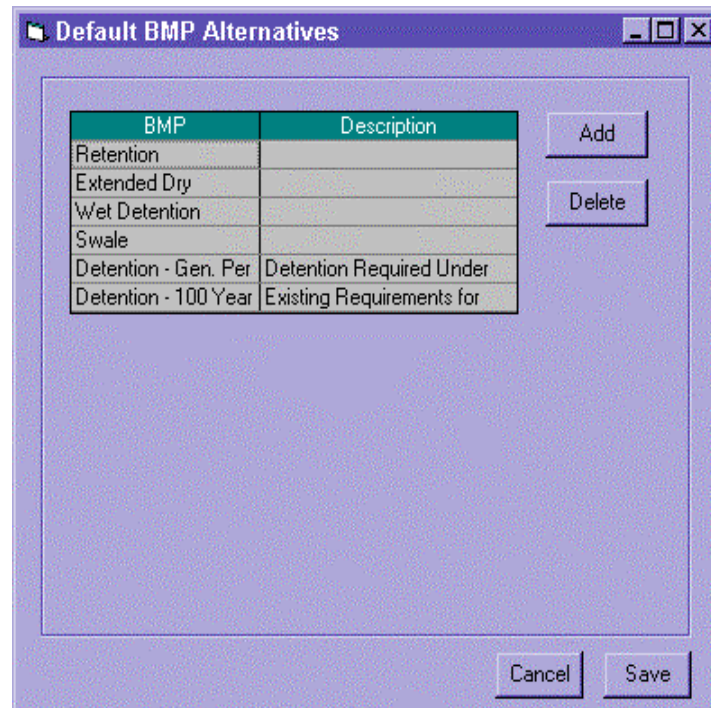 Default BMP Alternatives
BMP Description
Retention
Extended Dry
Wet Detention
Swale
Detention - Gen. Per Detention Required Under
Detention - 100 Year Existing Requirements for
Add
Delete
Cancel Save